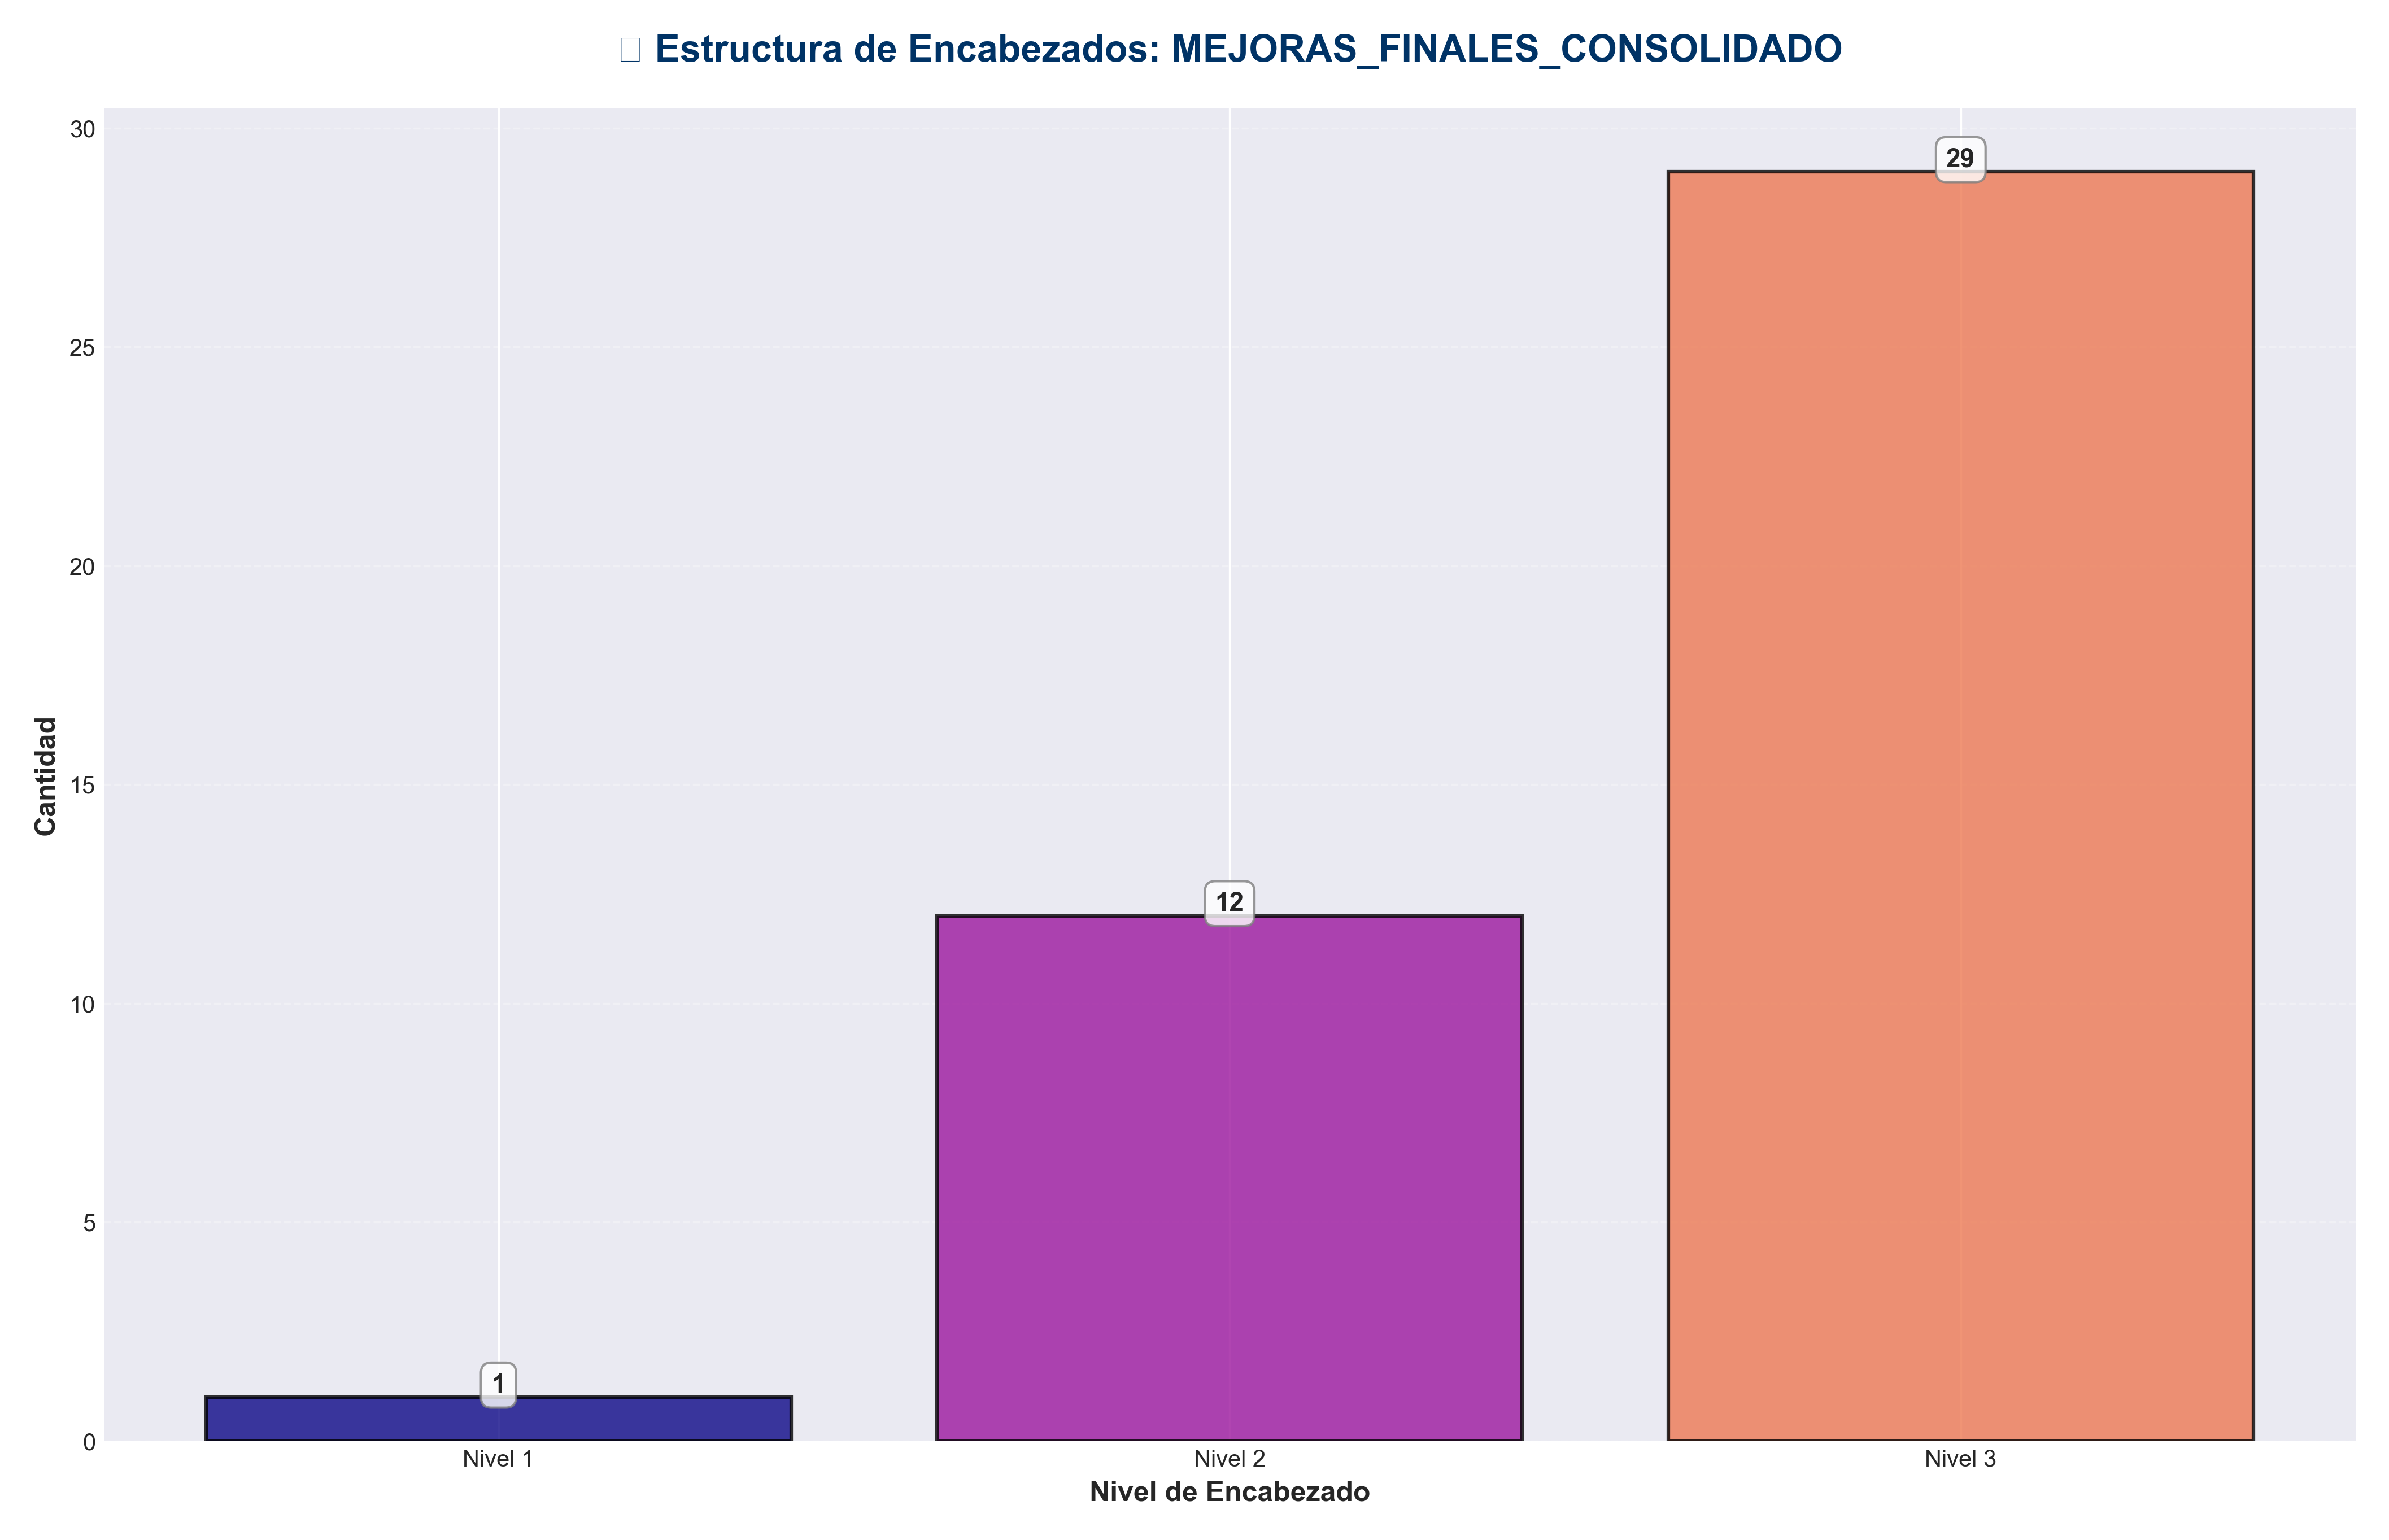 Estructura de Encabezados: MEJORAS_FINALES_CONSOLIDADO
30
25
20
15
10
5
0
Cantidad
29
12
1
Nivel 1
Nivel 2
Nivel 3
Nivel de Encabezado